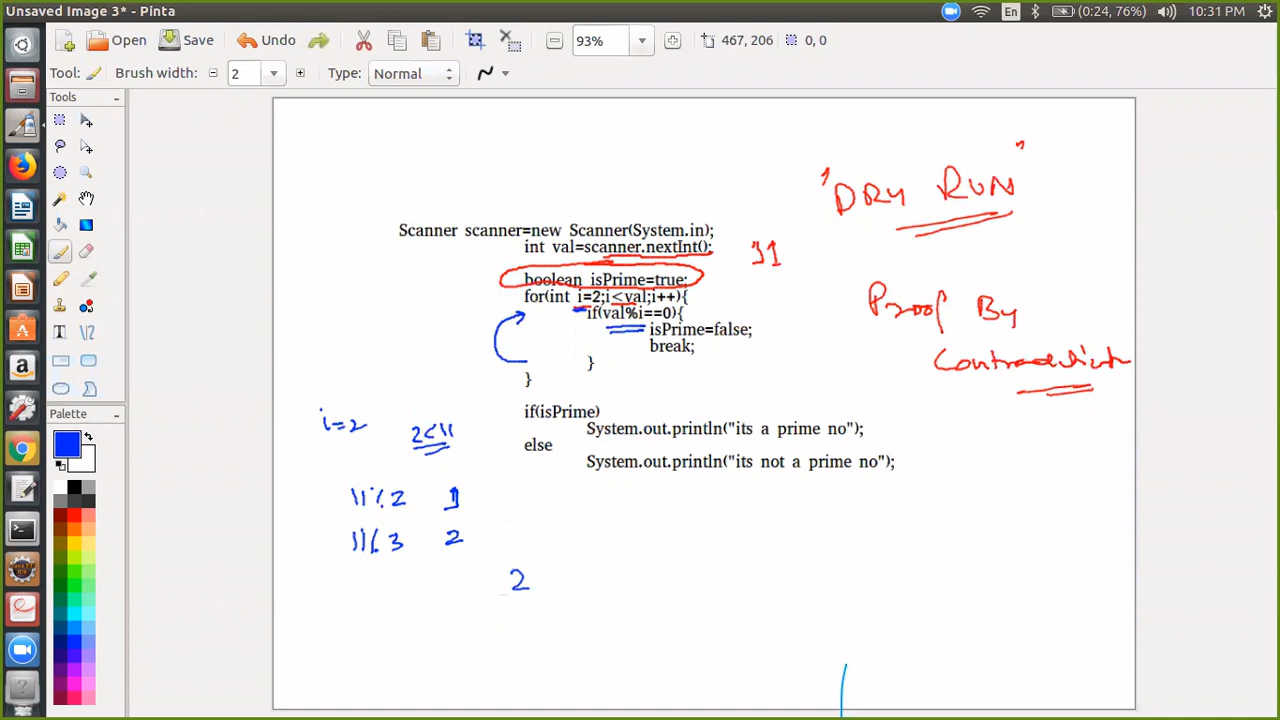 Unsaved Image 3* - Pinta
En
(0:24, 76%)
10:31 PM
Open
Save
Undo
93%
467, 206
0, 0
Tool:
Brush width:
2
Type:
Normal
Tools
Palette
"DRY RUN"
Scanner scanner=new Scanner(System.in);
int val=scanner.nextInt();
11
boolean isPrime=true;
for(int i=2;i<val;i++){
if(val%i==0){
isPrime=false;
break;
}
}
Proof By
Contradiction
if(isPrime)
System.out.println("its a prime no");
else
System.out.println("its not a prime no");
i=2
2<11
11%2 1
11%3 2
2